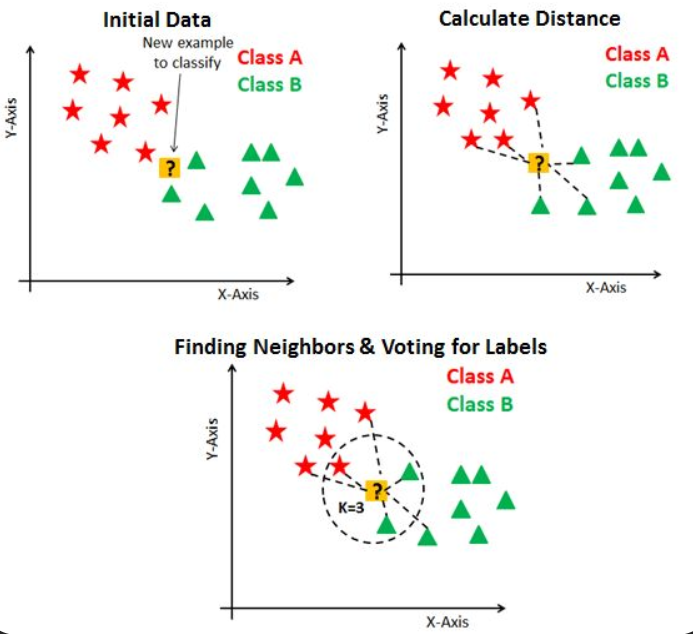 Initial Data
New example
to classify
Class A
Class B
Y-Axis
?
X-Axis
Calculate Distance
Class A
Class B
Y-Axis
?
X-Axis
Finding Neighbors & Voting for Labels
Class A
Class B
Y-Axis
?
K=3
X-Axis